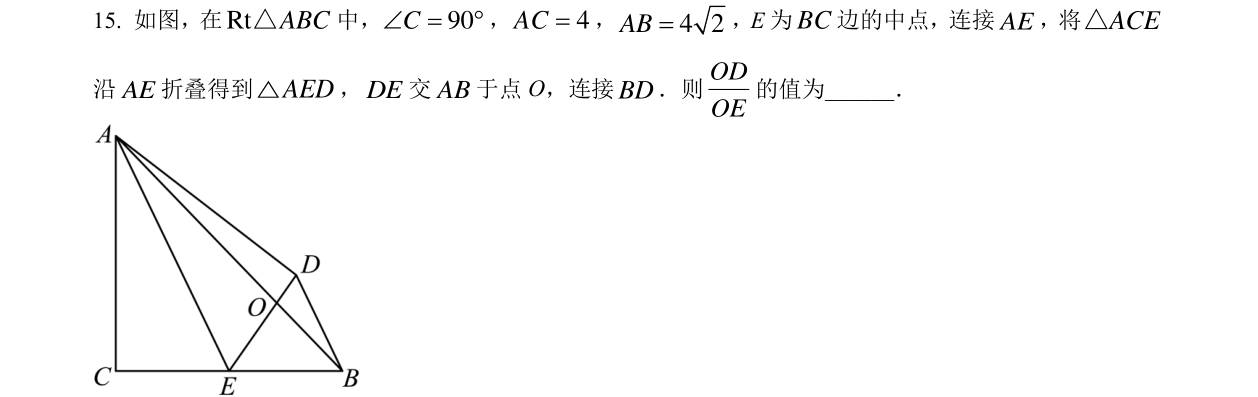 15. 如图，在Rt△ABC中，∠C＝90°，AC＝4，AB＝4√2，E为BC边的中点，连接AE，将△ACE
沿AE折叠得到△AED，DE交AB于点O，连接BD．则OD/OE的值为______．
A
D
O
C
E
B